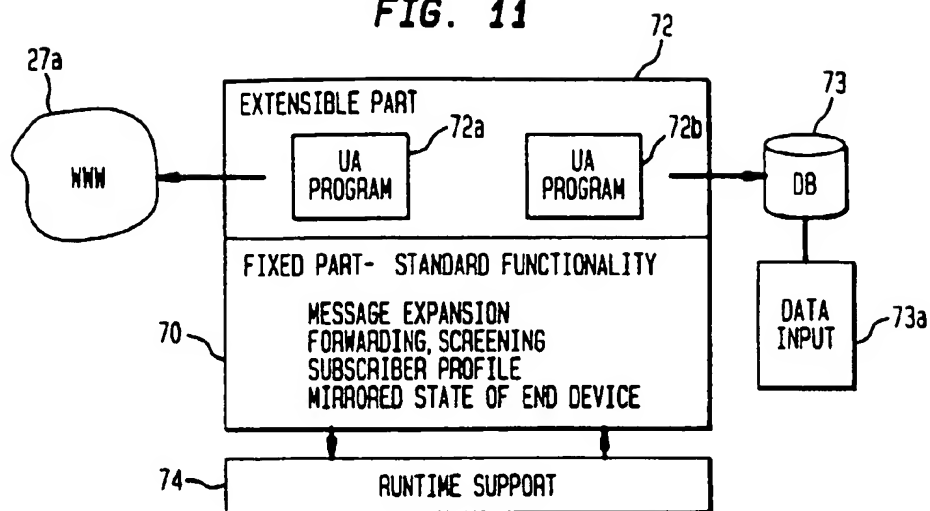 FIG. 11
72
27a
EXTENSIBLE PART
73
72a
72b
WWW
UA PROGRAM
UA PROGRAM
DB
FIXED PART- STANDARD FUNCTIONALITY
MESSAGE EXPANSION
FORWARDING, SCREENING
SUBSCRIBER PROFILE
MIRRORED STATE OF END DEVICE
70
DATA INPUT
73a
74
RUNTIME SUPPORT